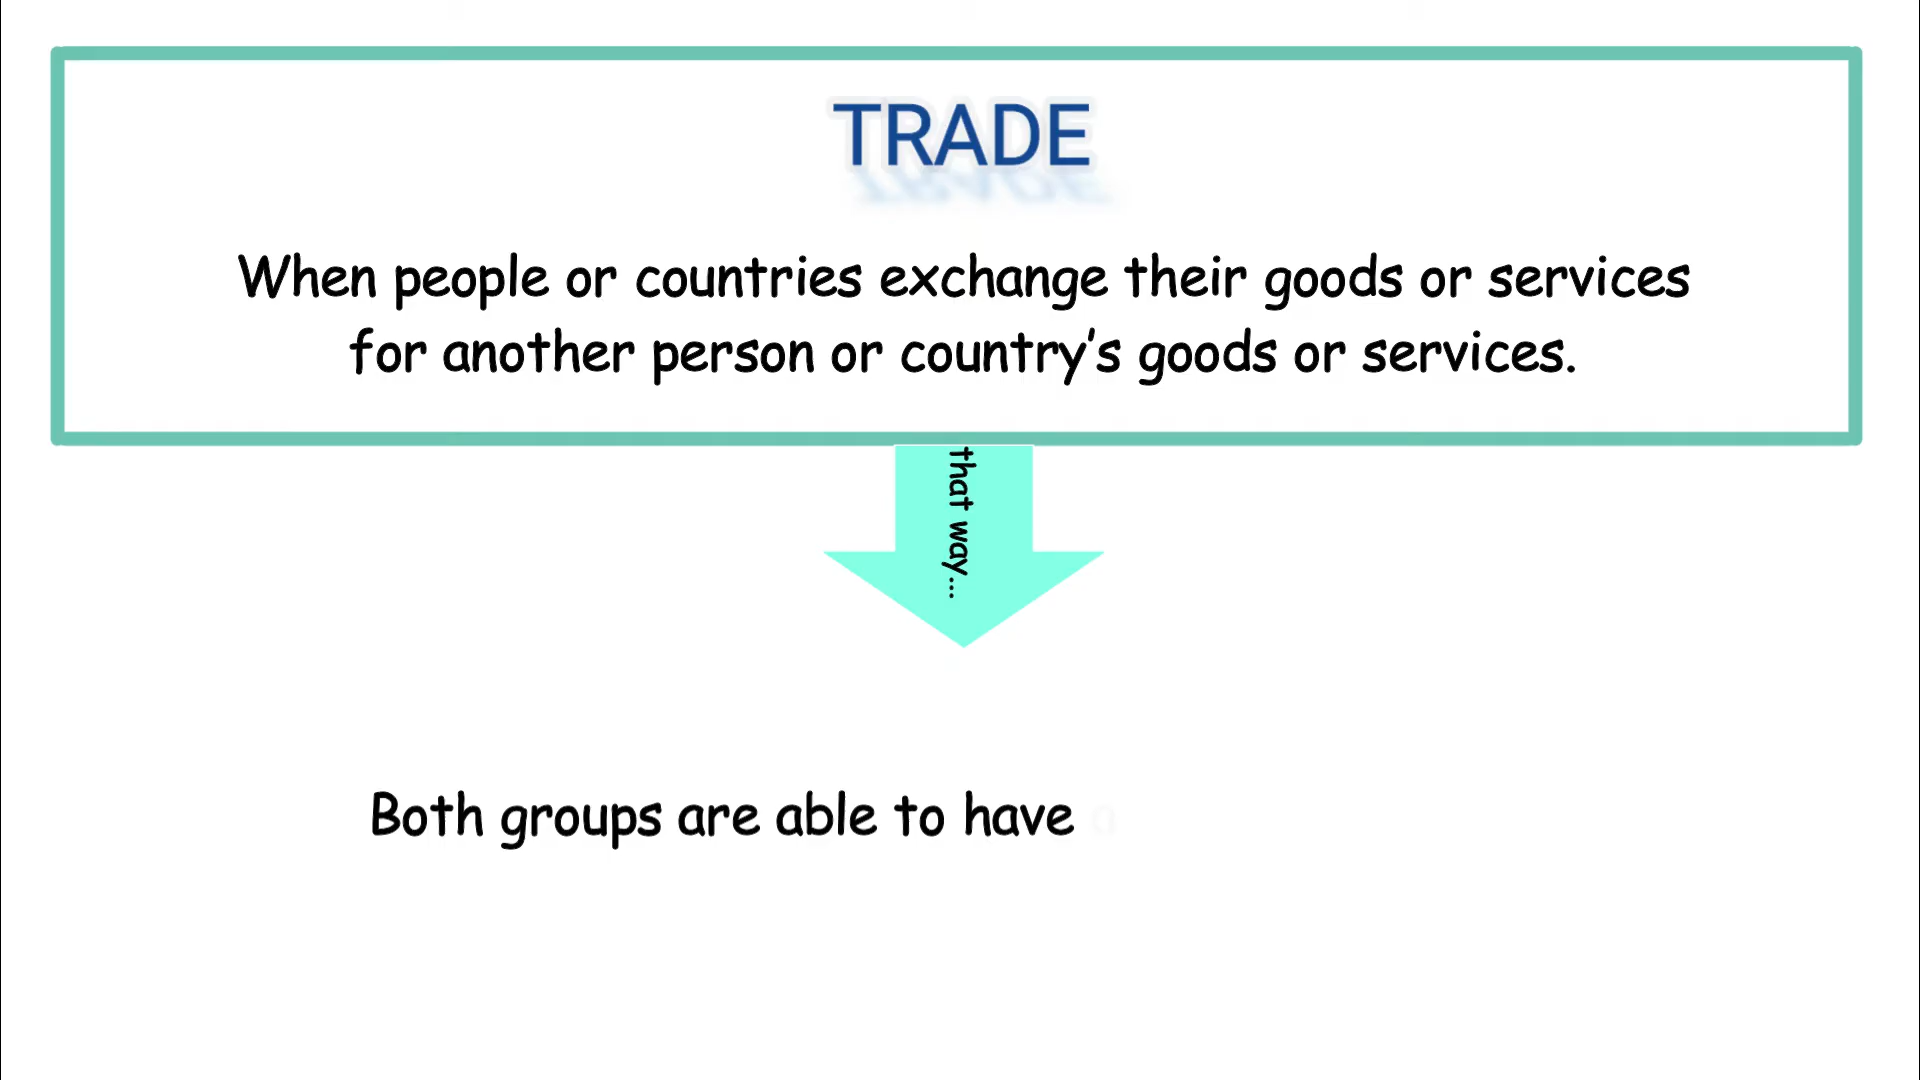 TRADE
When people or countries exchange their goods or services
for another person or country’s goods or services.
that way...
Both groups are able to have a